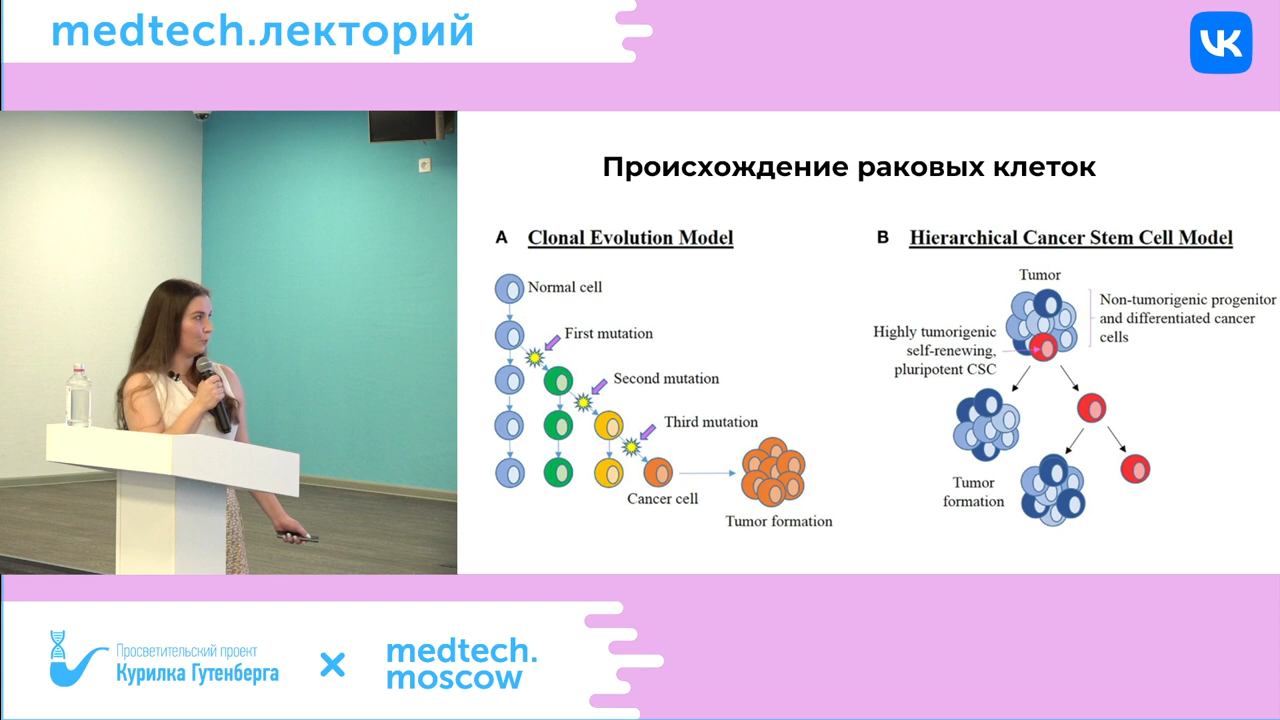 medtech.лекторий
VK
Происхождение раковых клеток
A Clonal Evolution Model
Normal cell
First mutation
Second mutation
Third mutation
Cancer cell
Tumor formation
B Hierarchical Cancer Stem Cell Model
Tumor
Non-tumorigenic progenitor
and differentiated cancer
cells
Highly tumorigenic
self-renewing,
pluripotent CSC
Tumor
formation
Просветительский проект
Курилка Гутенберга
×
medtech.
moscow